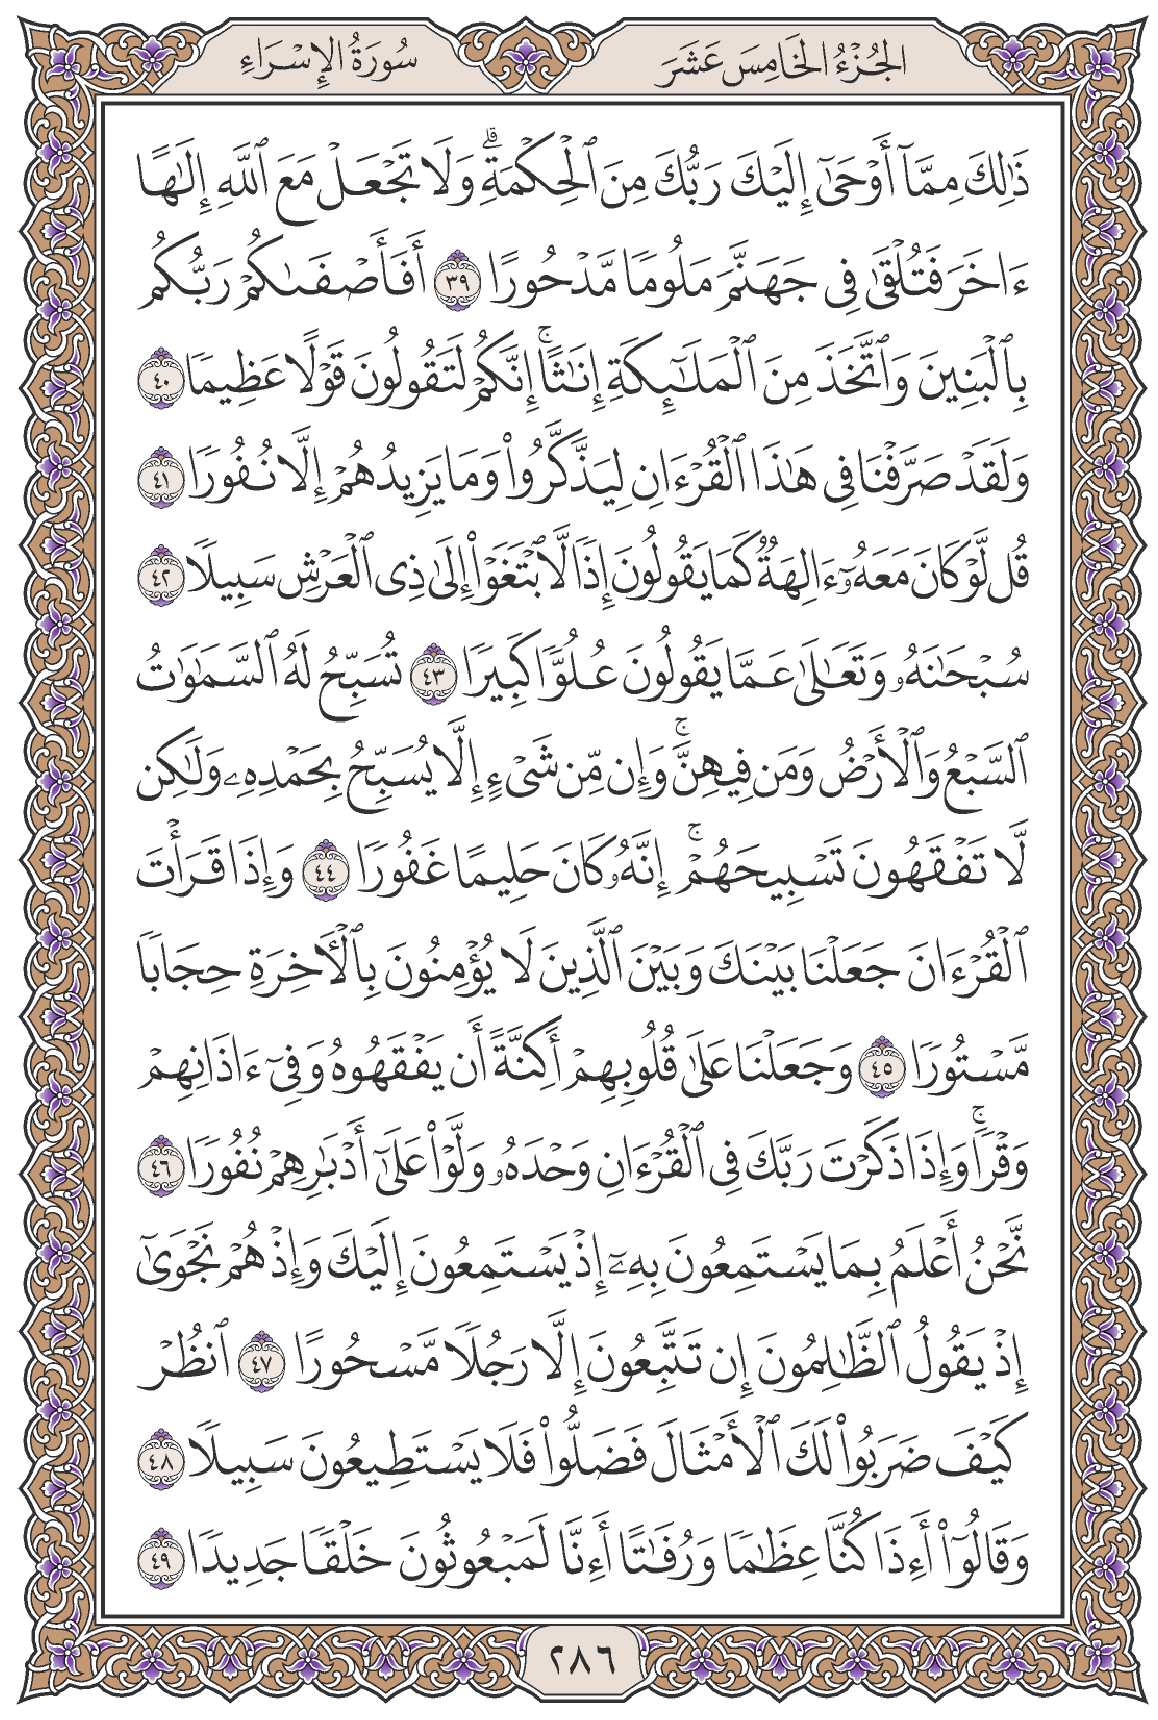 الجُزْءُ الخَامِسَ عَشَرَ
سُورَةُ الإِسْرَاءِ
ذَٰلِكَ مِمَّآ أَوْحَىٰٓ إِلَيْكَ رَبُّكَ مِنَ ٱلْحِكْمَةِۗ وَلَا تَجْعَلْ مَعَ ٱللَّهِ إِلَـٰهًا
ءَاخَرَ فَتُلْقَىٰ فِى جَهَنَّمَ مَلُومًا مَّدْحُورًا ٣٩ أَفَأَصْفَىٰكُمْ رَبُّكُم
بِٱلْبَنِينَ وَٱتَّخَذَ مِنَ ٱلْمَلَـٰٓئِكَةِ إِنَـٰثًاۚ إِنَّكُمْ لَتَقُولُونَ قَوْلًا عَظِيمًا ٤٠
وَلَقَدْ صَرَّفْنَا فِى هَـٰذَا ٱلْقُرْءَانِ لِيَذَّكَّرُوا۟ وَمَا يَزِيدُهُمْ إِلَّا نُفُورًا ٤١
قُل لَّوْ كَانَ مَعَهُۥٓ ءَالِهَةٌ كَمَا يَقُولُونَ إِذًا لَّٱبْتَغَوْا۟ إِلَىٰ ذِى ٱلْعَرْشِ سَبِيلًا ٤٢
سُبْحَـٰنَهُۥ وَتَعَـٰلَىٰ عَمَّا يَقُولُونَ عُلُوًّا كَبِيرًا ٤٣ تُسَبِّحُ لَهُ ٱلسَّمَـٰوَٰتُ
ٱلسَّبْعُ وَٱلْأَرْضُ وَمَن فِيهِنَّۚ وَإِن مِّن شَىْءٍ إِلَّا يُسَبِّحُ بِحَمْدِهِۦ وَلَـٰكِن
لَّا تَفْقَهُونَ تَسْبِيحَهُمْۚ إِنَّهُۥ كَانَ حَلِيمًا غَفُورًا ٤٤ وَإِذَا قَرَأْتَ
ٱلْقُرْءَانَ جَعَلْنَا بَيْنَكَ وَبَيْنَ ٱلَّذِينَ لَا يُؤْمِنُونَ بِٱلْـَٔاخِرَةِ حِجَابًا
مَّسْتُورًا ٤٥ وَجَعَلْنَا عَلَىٰ قُلُوبِهِمْ أَكِنَّةً أَن يَفْقَهُوهُ وَفِىٓ ءَاذَانِهِمْ
وَقْرًاۚ وَإِذَا ذَكَرْتَ رَبَّكَ فِى ٱلْقُرْءَانِ وَحْدَهُۥ وَلَّوْا۟ عَلَىٰٓ أَدْبَـٰرِهِمْ نُفُورًا ٤٦
نَّحْنُ أَعْلَمُ بِمَا يَسْتَمِعُونَ بِهِۦٓ إِذْ يَسْتَمِعُونَ إِلَيْكَ وَإِذْ هُمْ نَجْوَىٰٓ
إِذْ يَقُولُ ٱلظَّـٰلِمُونَ إِن تَتَّبِعُونَ إِلَّا رَجُلًا مَّسْحُورًا ٤٧ ٱنظُرْ
كَيْفَ ضَرَبُوا۟ لَكَ ٱلْأَمْثَالَ فَضَلُّوا۟ فَلَا يَسْتَطِيعُونَ سَبِيلًا ٤٨
وَقَالُوٓا۟ أَءِذَا كُنَّا عِظَـٰمًا وَرُفَـٰتًا أَءِنَّا لَمَبْعُوثُونَ خَلْقًا جَدِيدًا ٤٩
٢٨٦